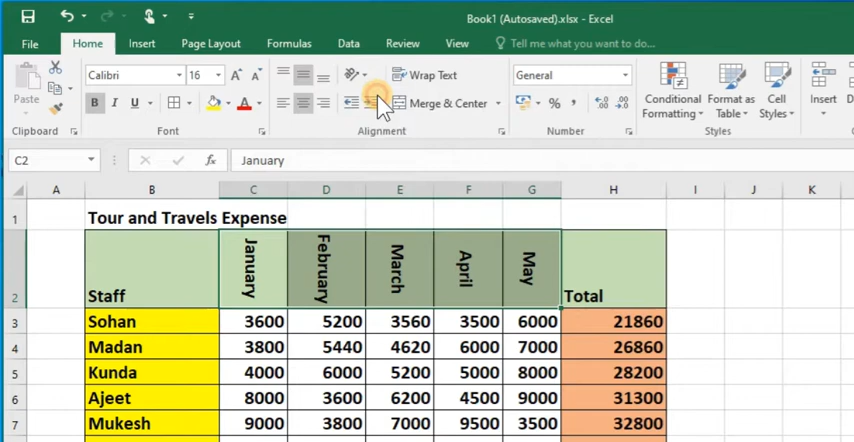 Book1 (Autosaved).xlsx - Excel
File Home Insert Page Layout Formulas Data Review View Tell me what you want to do...
Calibri 16 A A Wrap Text General
Paste B I U A Merge & Center % , Conditional Formatting Format as Table Cell Styles Insert
Clipboard Font Alignment Number Styles
C2 fx January
A B C D E F G H I J K
1 Tour and Travels Expense
2 Staff January February March April May Total
3 Sohan 3600 5200 3560 3500 6000 21860
4 Madan 3800 5440 4620 6000 7000 26860
5 Kunda 4000 6000 5200 5000 8000 28200
6 Ajeet 8000 3600 6200 4500 9000 31300
7 Mukesh 9000 3800 7000 9500 3500 32800